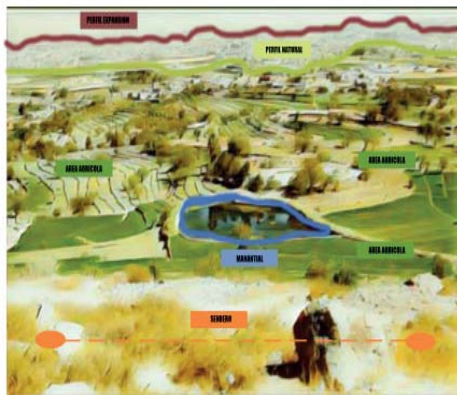 PERFIL EXPANSION
PERFIL NATURAL
AREA AGRICOLA
AREA AGRICOLA
MANANTIAL
AREA AGRICOLA
SENDERO